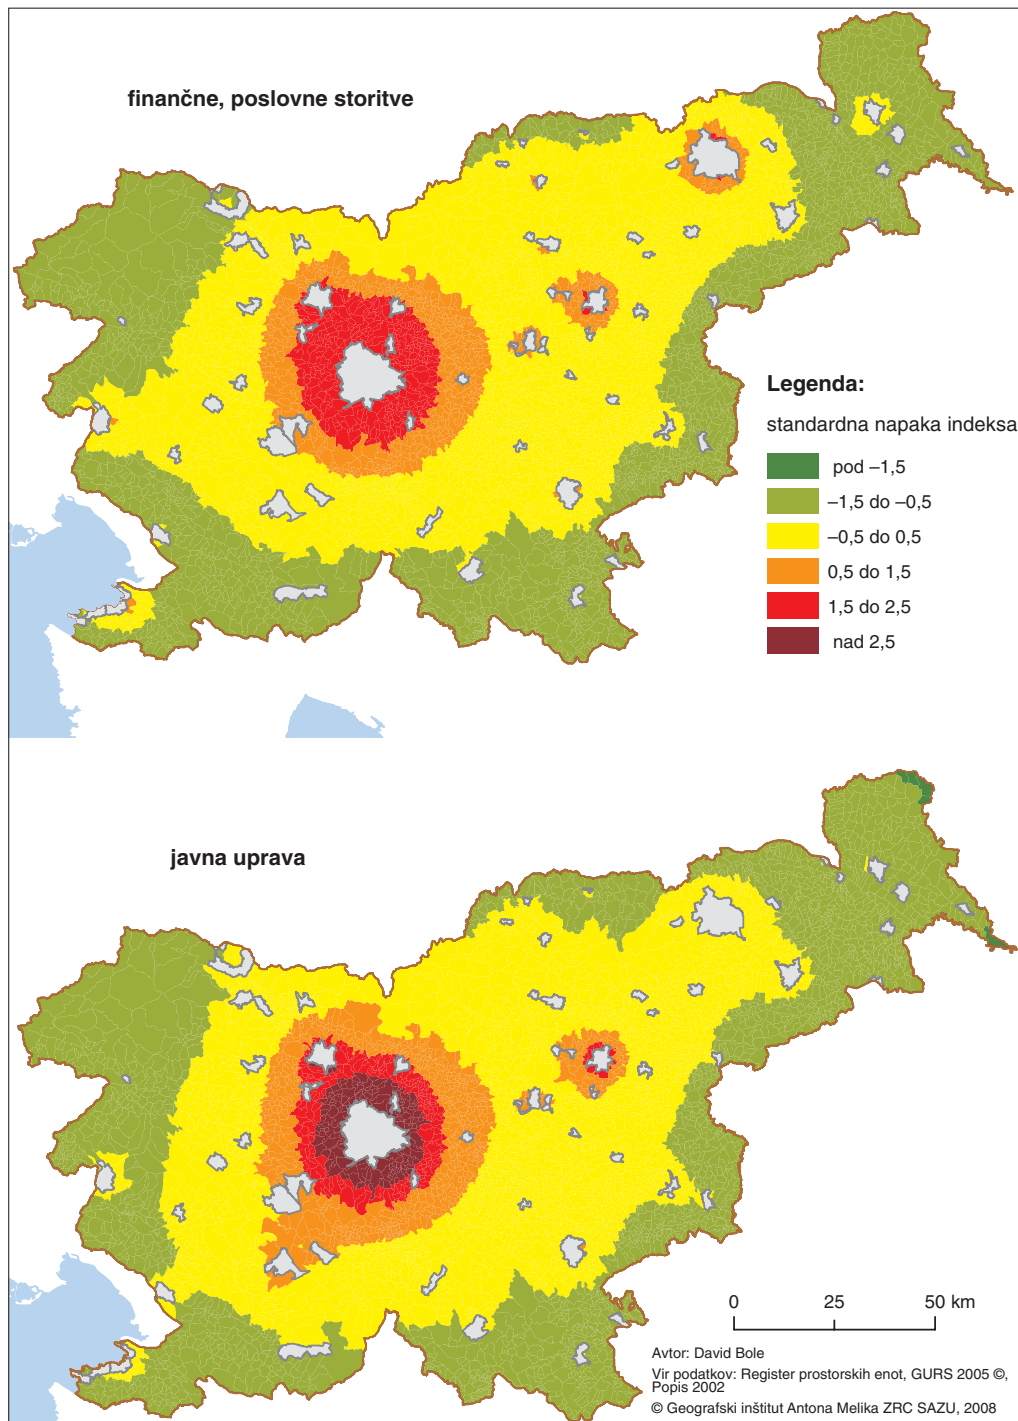 finančne, poslovne storitve
Legenda:
standardna napaka indeksa
pod –1,5
–1,5 do –0,5
–0,5 do 0,5
0,5 do 1,5
1,5 do 2,5
nad 2,5
javna uprava
0 25 50 km
Avtor: David Bole
Vir podatkov: Register prostorskih enot, GURS 2005 ©,
Popis 2002
© Geografski inštitut Antona Melika ZRC SAZU, 2008